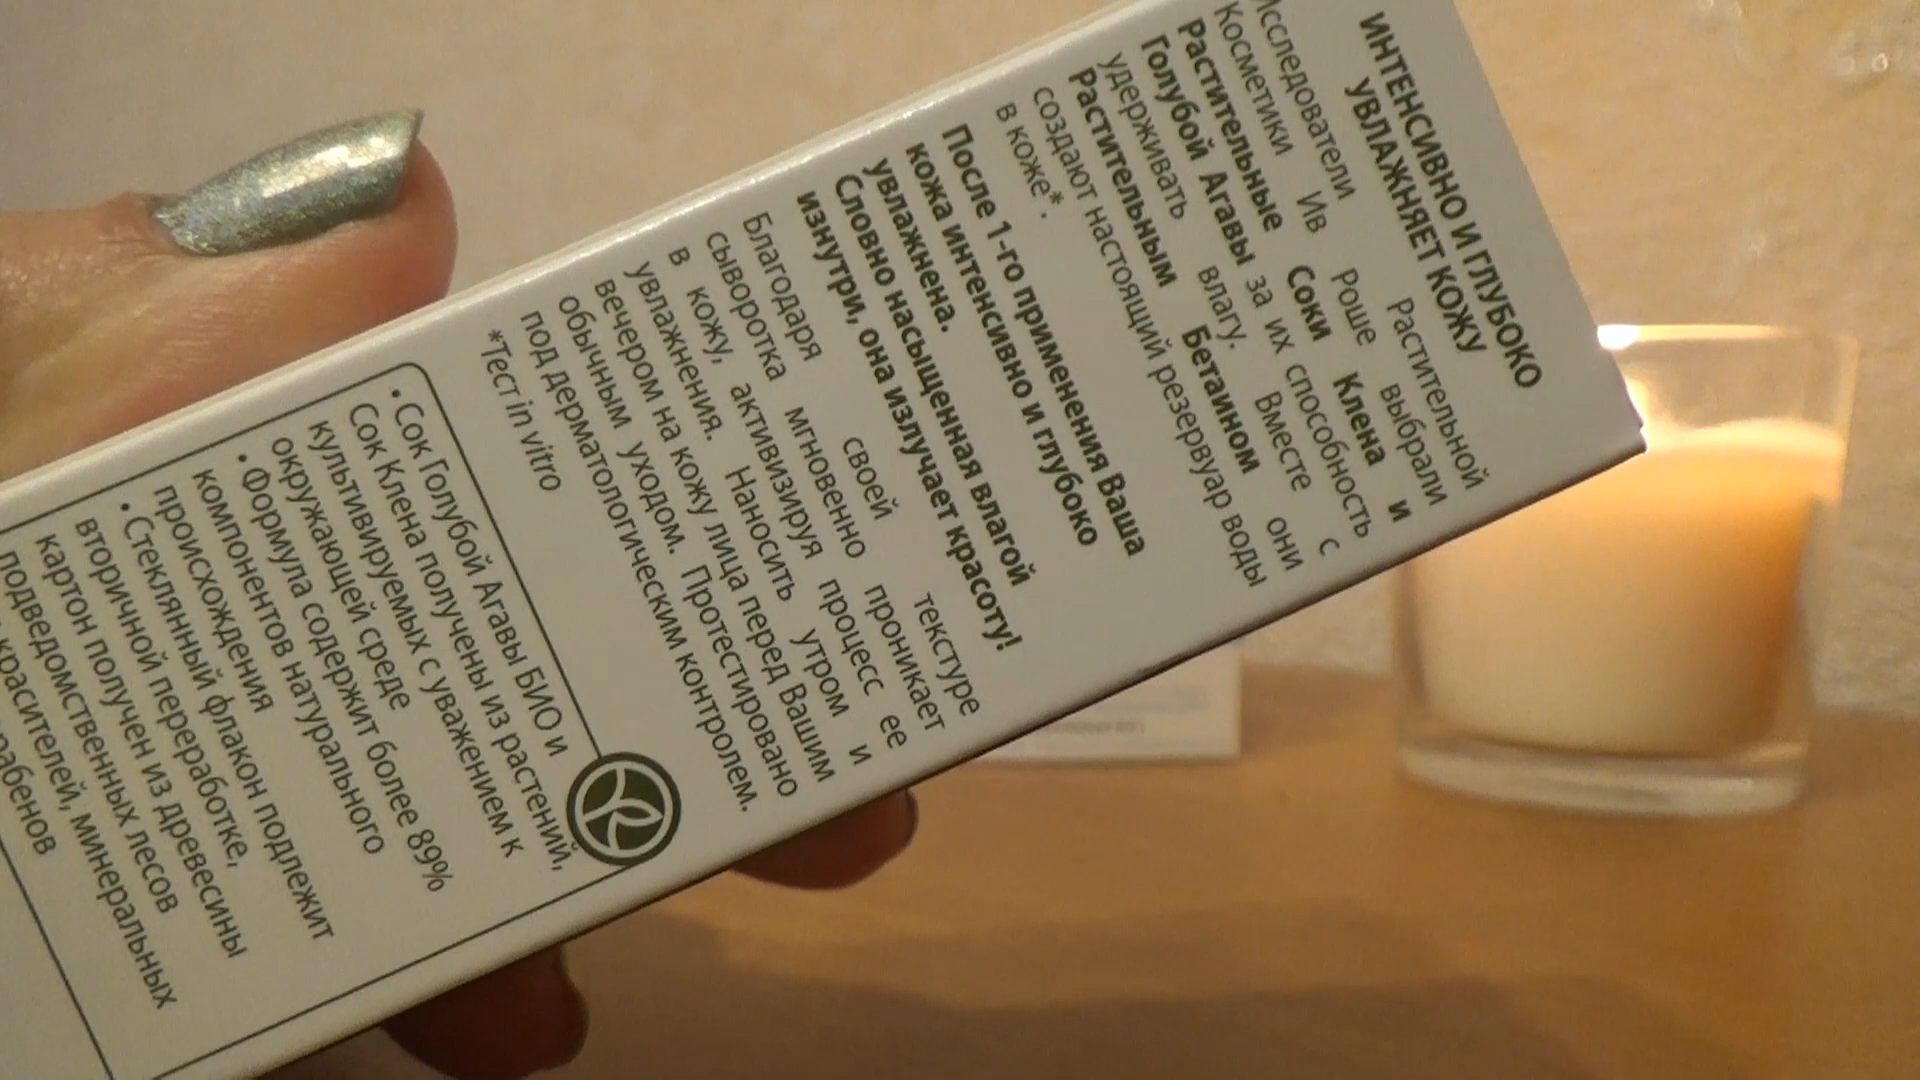 ИНТЕНСИВНО И ГЛУБОКО
УВЛАЖНЯЕТ КОЖУ
Исследователи Растительной
Косметики Ив Роше выбрали
Растительные Соки Клена и
Голубой Агавы за их способность
удерживать влагу. Вместе с
Растительным Бетаином они
создают настоящий резервуар воды
в коже*.
После 1-го применения Ваша
кожа интенсивно и глубоко
увлажнена.
Словно насыщенная влагой
изнутри, она излучает красоту!
Благодаря своей текстуре
сыворотка мгновенно проникает
в кожу, активизируя процесс ее
увлажнения. Наносить утром и
вечером на кожу лица перед Вашим
обычным уходом. Протестировано
под дерматологическим контролем.
*Тест in vitro
• Сок Голубой Агавы БИО и
Сок Клена получены из растений,
культивируемых с уважением к
окружающей среде
• Формула содержит более 89%
компонентов натурального
происхождения
• Стеклянный флакон подлежит
вторичной переработке,
картон получен из древесины
подведомственных лесов
красителей, минеральных